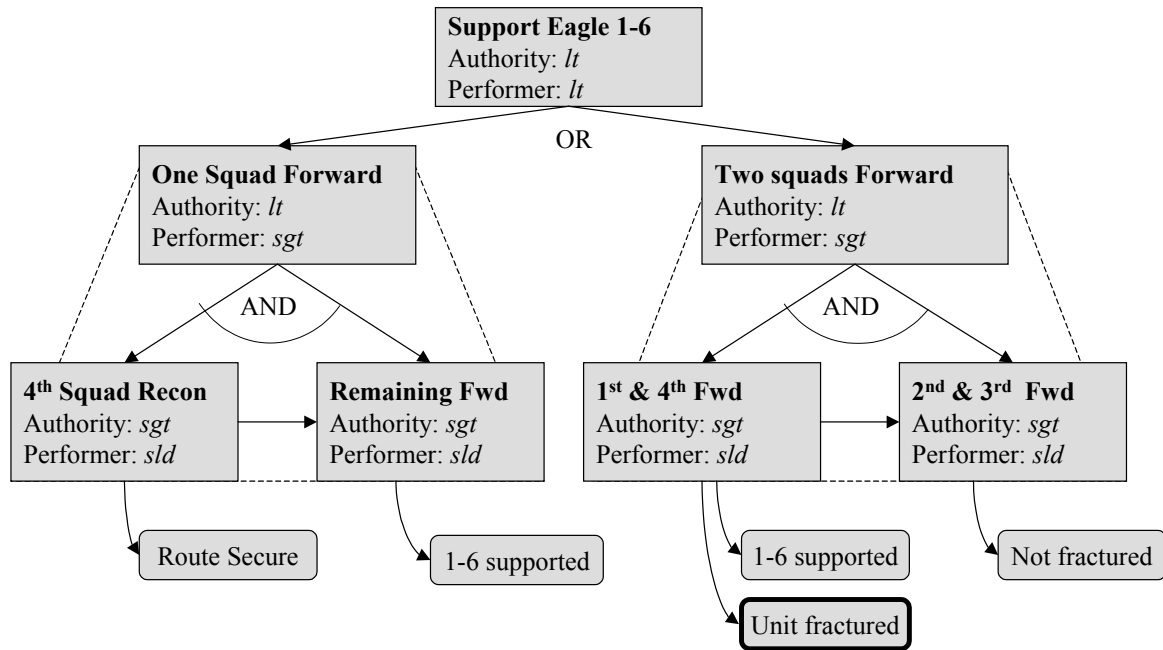 Support Eagle 1-6
Authority: lt
Performer: lt
OR
One Squad Forward
Authority: lt
Performer: sgt
Two squads Forward
Authority: lt
Performer: sgt
AND
AND
4th Squad Recon
Authority: sgt
Performer: sld
Remaining Fwd
Authority: sgt
Performer: sld
1st & 4th Fwd
Authority: sgt
Performer: sld
2nd & 3rd Fwd
Authority: sgt
Performer: sld
Route Secure
1-6 supported
1-6 supported
Not fractured
Unit fractured